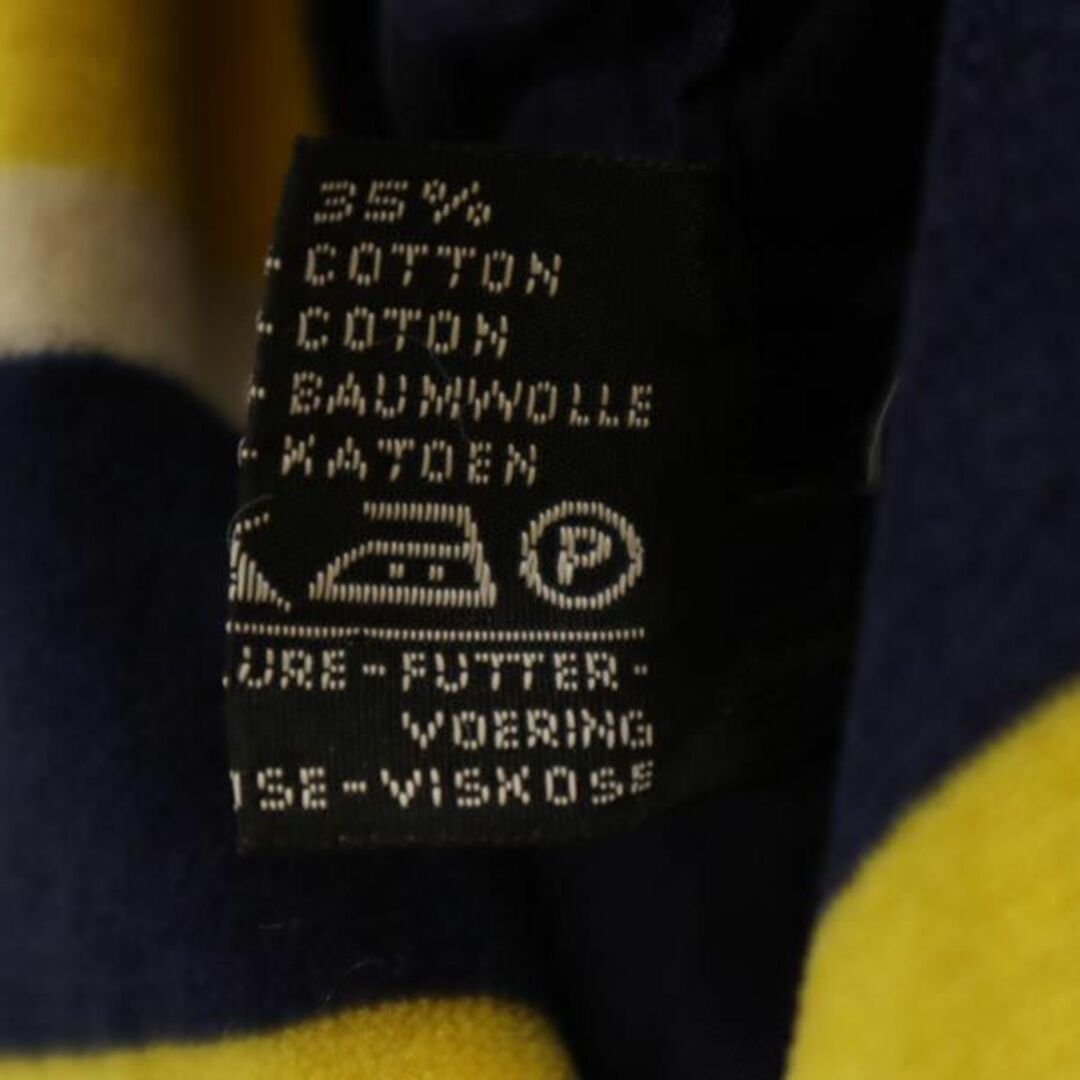 35%
- COTTON
- COTON
- BAUMWOLLE
- KATOEN
P
URE-FUTTER-
VOERING
SE-VISKOSE